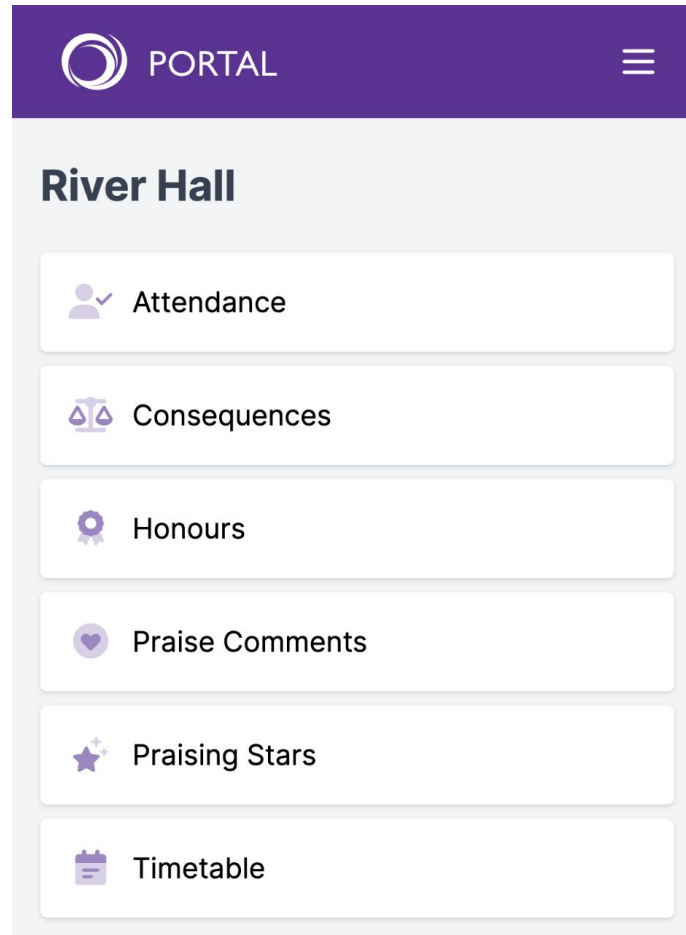 PORTAL
River Hall
Attendance
Consequences
Honours
Praise Comments
Praising Stars
Timetable